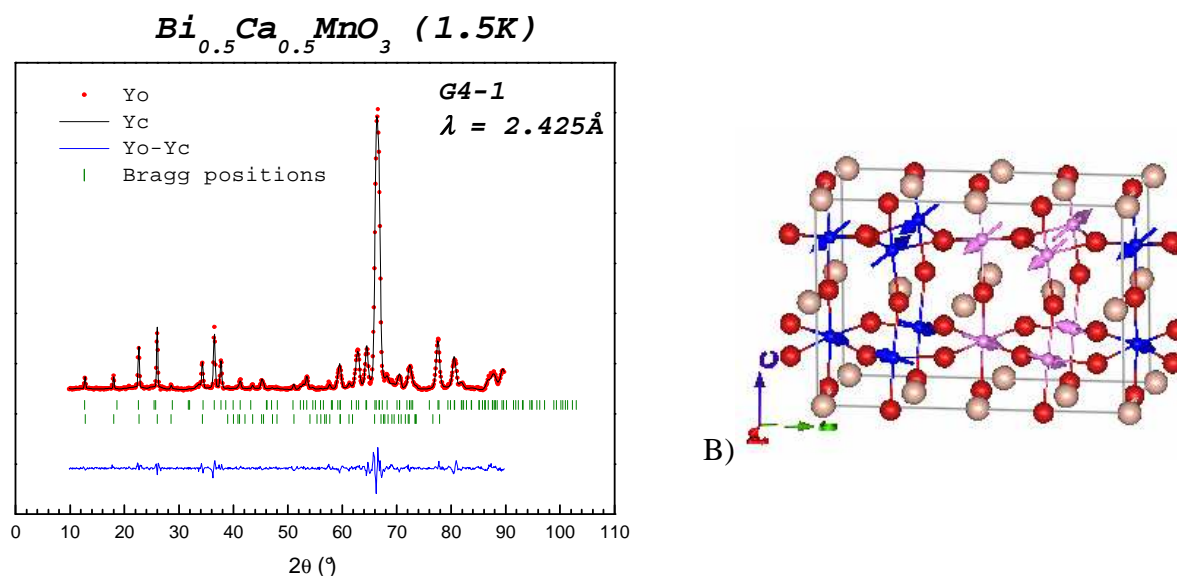 Bi0.5Ca0.5MnO3 (1.5K)
Yo
Yc
Yo-Yc
Bragg positions
G4-1
λ = 2.425Å
0 10 20 30 40 50 60 70 80 90 100 110
2θ (º)
B)